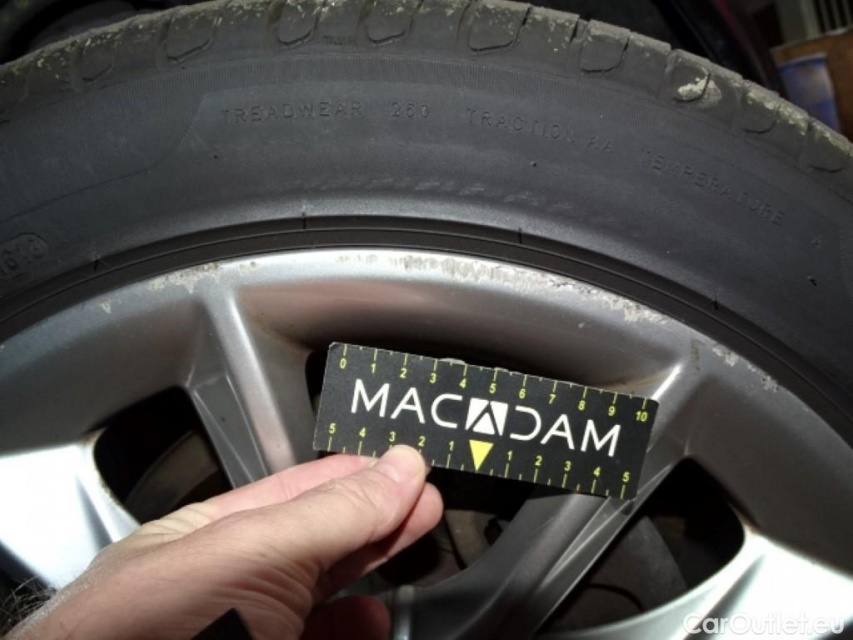 TREADWEAR 260 TRACTION AA TEMPERATURE
0 1 2 3 4 5 6 7 8 9 10
MACADAM
5 4 3 2 1 1 2 3 4 5
CarOutlet.eu